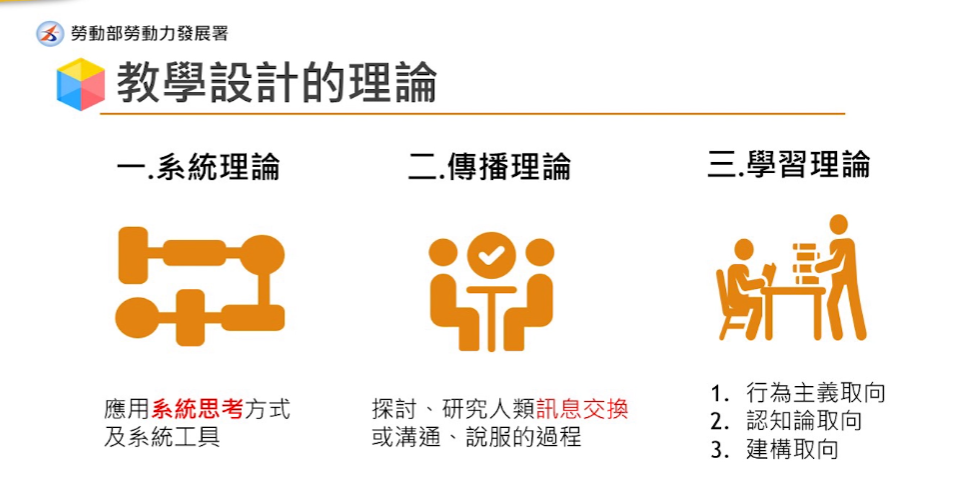 勞動部勞動力發展署
教學設計的理論
一.系統理論
二.傳播理論
三.學習理論
應用系統思考方式
及系統工具
探討、研究人類訊息交換
或溝通、說服的過程
1. 行為主義取向
2. 認知論取向
3. 建構取向